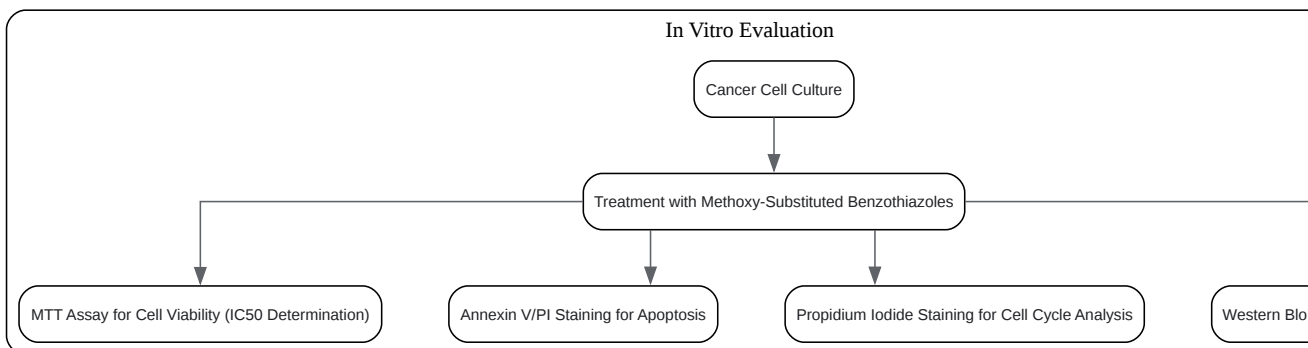 In Vitro Evaluation
Cancer Cell Culture
Treatment with Methoxy-Substituted Benzothiazoles
MTT Assay for Cell Viability (IC50 Determination)
Annexin V/PI Staining for Apoptosis
Propidium Iodide Staining for Cell Cycle Analysis
Western Blo